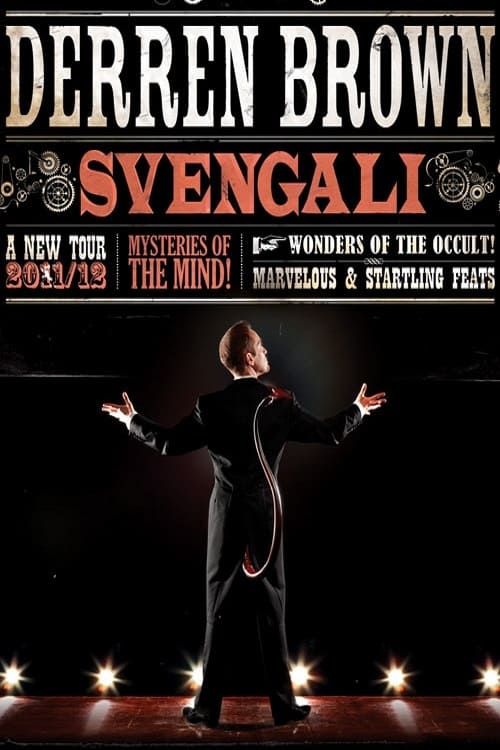 DERREN BROWN
SVENGALI
A NEW TOUR
2011/12
MYSTERIES OF
THE MIND!
WONDERS OF THE OCCULT!
MARVELOUS & STARTLING FEATS